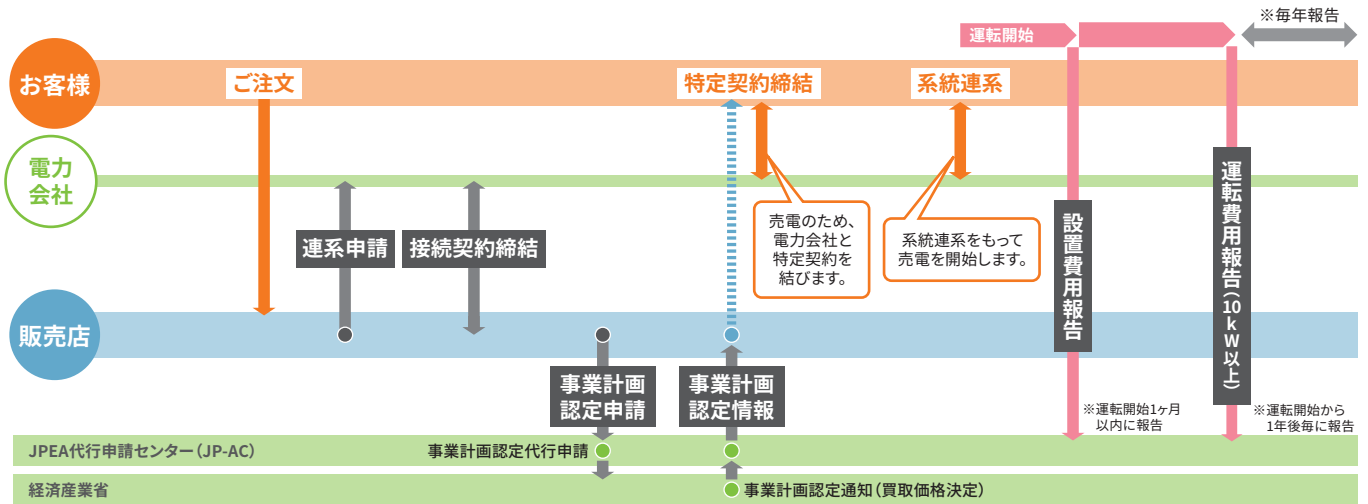 ※毎年報告
運転開始
お客様
ご注文
特定契約締結
系統連系
電力
会社
売電のため、
電力会社と
特定契約を
結びます。
系統連系をもって
売電を開始します。
連系申請
接続契約締結
設置費用報告
運転費用報告(10kW以上)
販売店
事業計画
認定申請
事業計画
認定情報
※運転開始1ヶ月
以内に報告
※運転開始から
1年後毎に報告
JPEA代行申請センター(JP-AC)
事業計画認定代行申請
経済産業省
事業計画認定通知(買取価格決定)